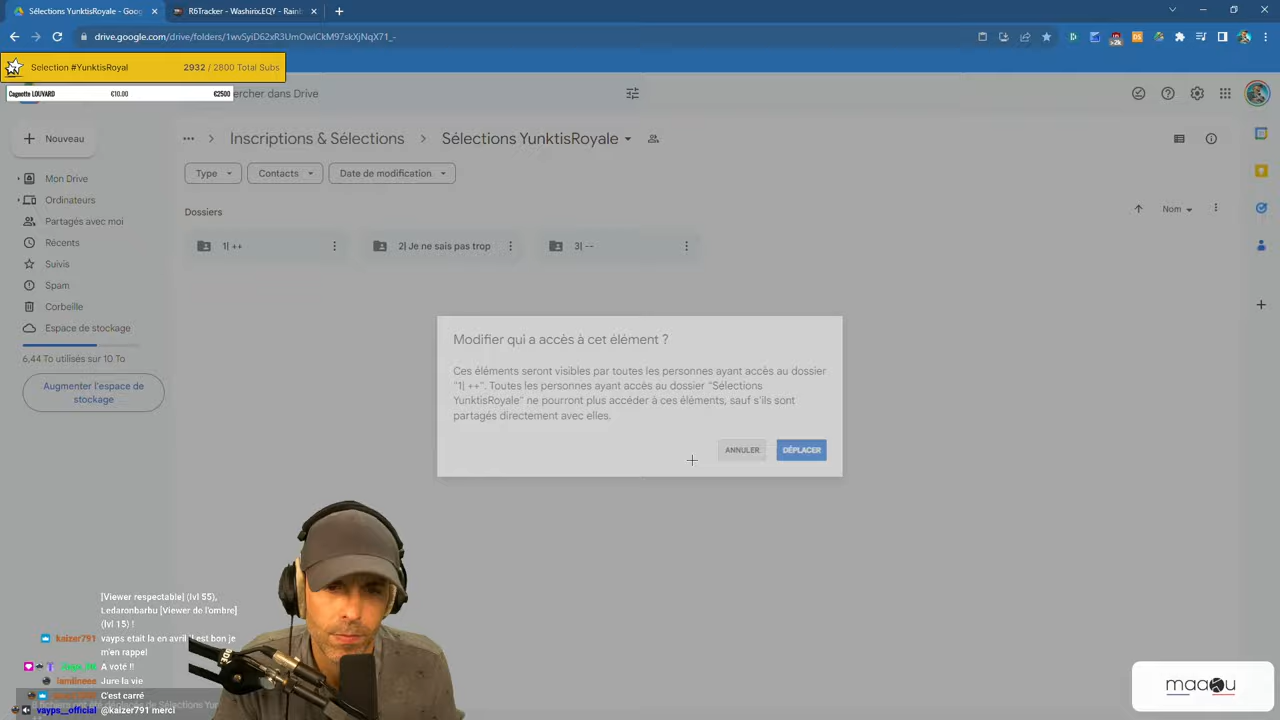 Sélections YunktisRoyale - Goo
R6Tracker - Washirix.EQY - Rainb
drive.google.com/drive/folders/1wvSyiD62xR3UmOwlCkM97skXjNqX71_-
Selection #YunktisRoyal 2932 / 2800 Total Subs
Cagnotte LOUVARD €10.00 €2500
ercher dans Drive
Nouveau
Inscriptions & Sélections
Sélections YunktisRoyale
Type
Contacts
Date de modification
Mon Drive
Ordinateurs
Partagés avec moi
Récents
Suivis
Spam
Corbeille
Espace de stockage
6,44 To utilisés sur 10 To
Augmenter l'espace de
stockage
Dossiers
Nom
1| ++
2| Je ne sais pas trop
3| --
Modifier qui a accès à cet élément ?
Ces éléments seront visibles par toutes les personnes ayant accès au dossier
"1| ++". Toutes les personnes ayant accès au dossier "Sélections
YunktisRoyale" ne pourront plus accéder à ces éléments, sauf s'ils sont
partagés directement avec elles.
ANNULER
DÉPLACER
[Viewer respectable] (lvl 55),
Ledaronbarbu [Viewer de l'ombre]
(lvl 15) !
kaizer791 vayps etait la en avril il est bon je
m'en rappel
A voté !!
iamlineee Jure la vie
C'est carré
vayps__official @kaizer791 merci
maaou